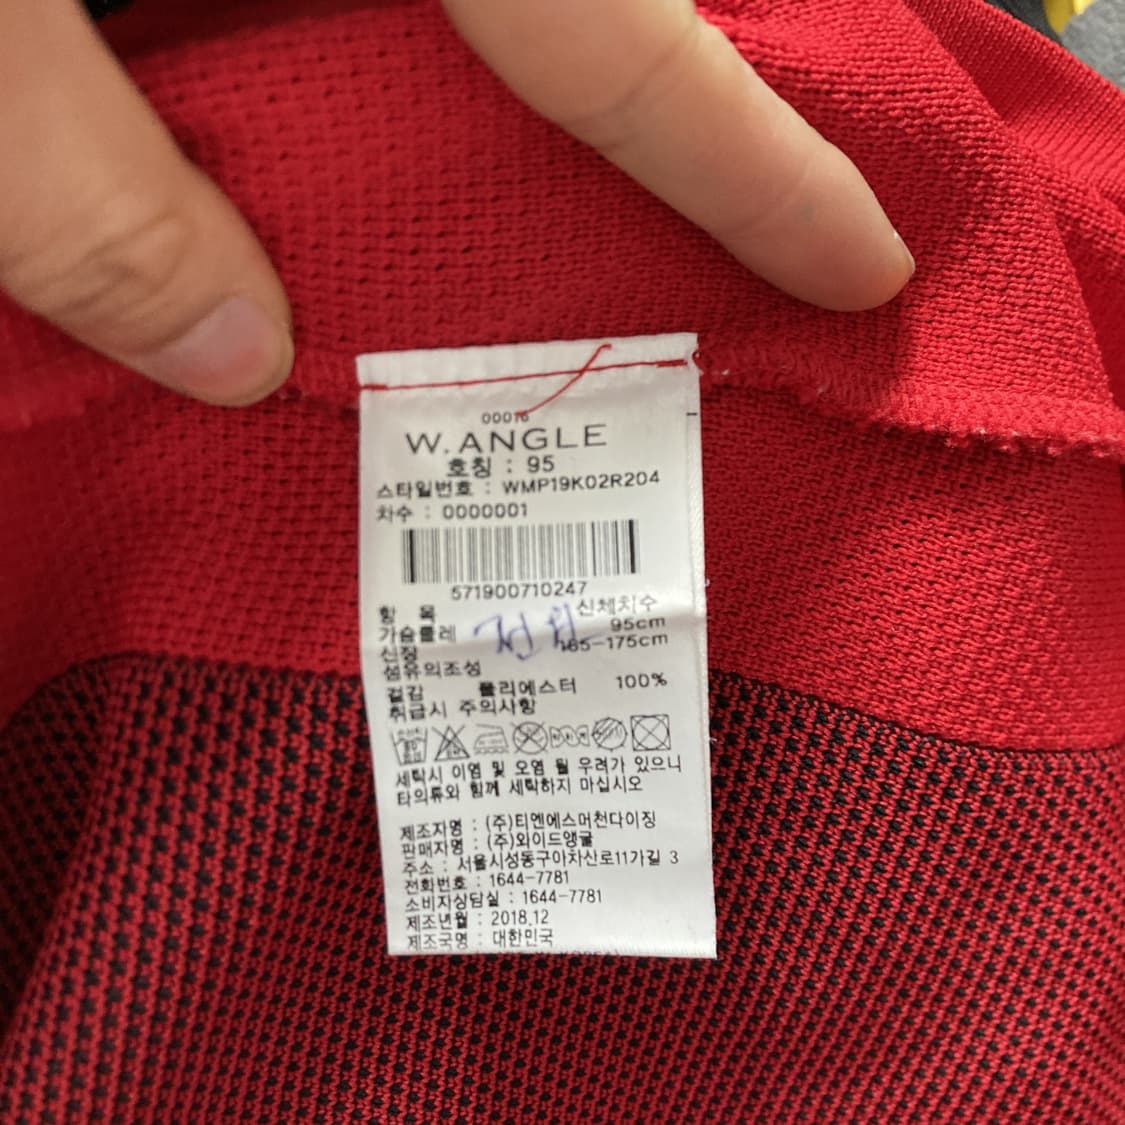 00016
W.ANGLE
호칭 : 95
스타일번호 : WMP19K02R204
차수 : 0000001
571900710247
항 목 신체치수
가슴둘레 95cm
신장 165-175cm
섬유의조성
겉감 폴리에스터 100%
취급시 주의사항
세탁시 이염 및 오염 될 우려가 있으니
타의류와 함께 세탁하지 마십시오
제조자명 : (주)티엔에스머천다이징
판매자명 : (주)와이드앵글
주소 : 서울시성동구아차산로11가길 3
전화번호 : 1644-7781
소비자상담실 : 1644-7781
제조년월 : 2018.12
제조국명 : 대한민국